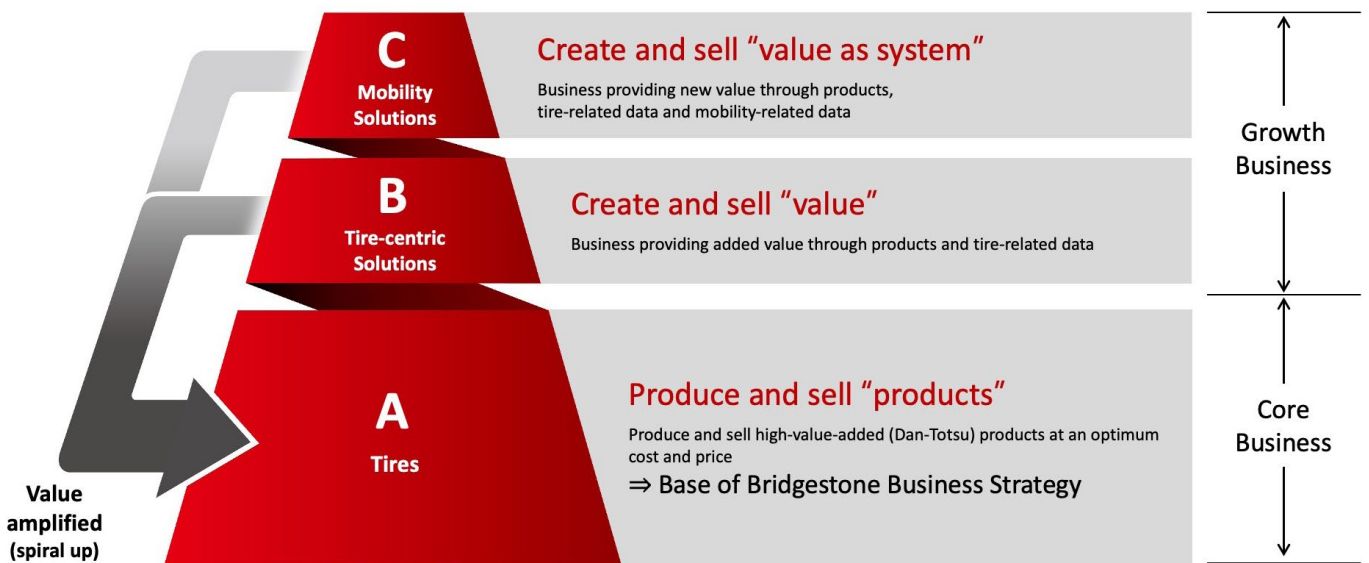 C
Mobility
Solutions
Create and sell “value as system”
Business providing new value through products,
tire-related data and mobility-related data
Growth
Business
B
Tire-centric
Solutions
Create and sell “value”
Business providing added value through products and tire-related data
A
Tires
Produce and sell “products”
Produce and sell high-value-added (Dan-Totsu) products at an optimum
cost and price
⇒ Base of Bridgestone Business Strategy
Core
Business
Value
amplified
(spiral up)